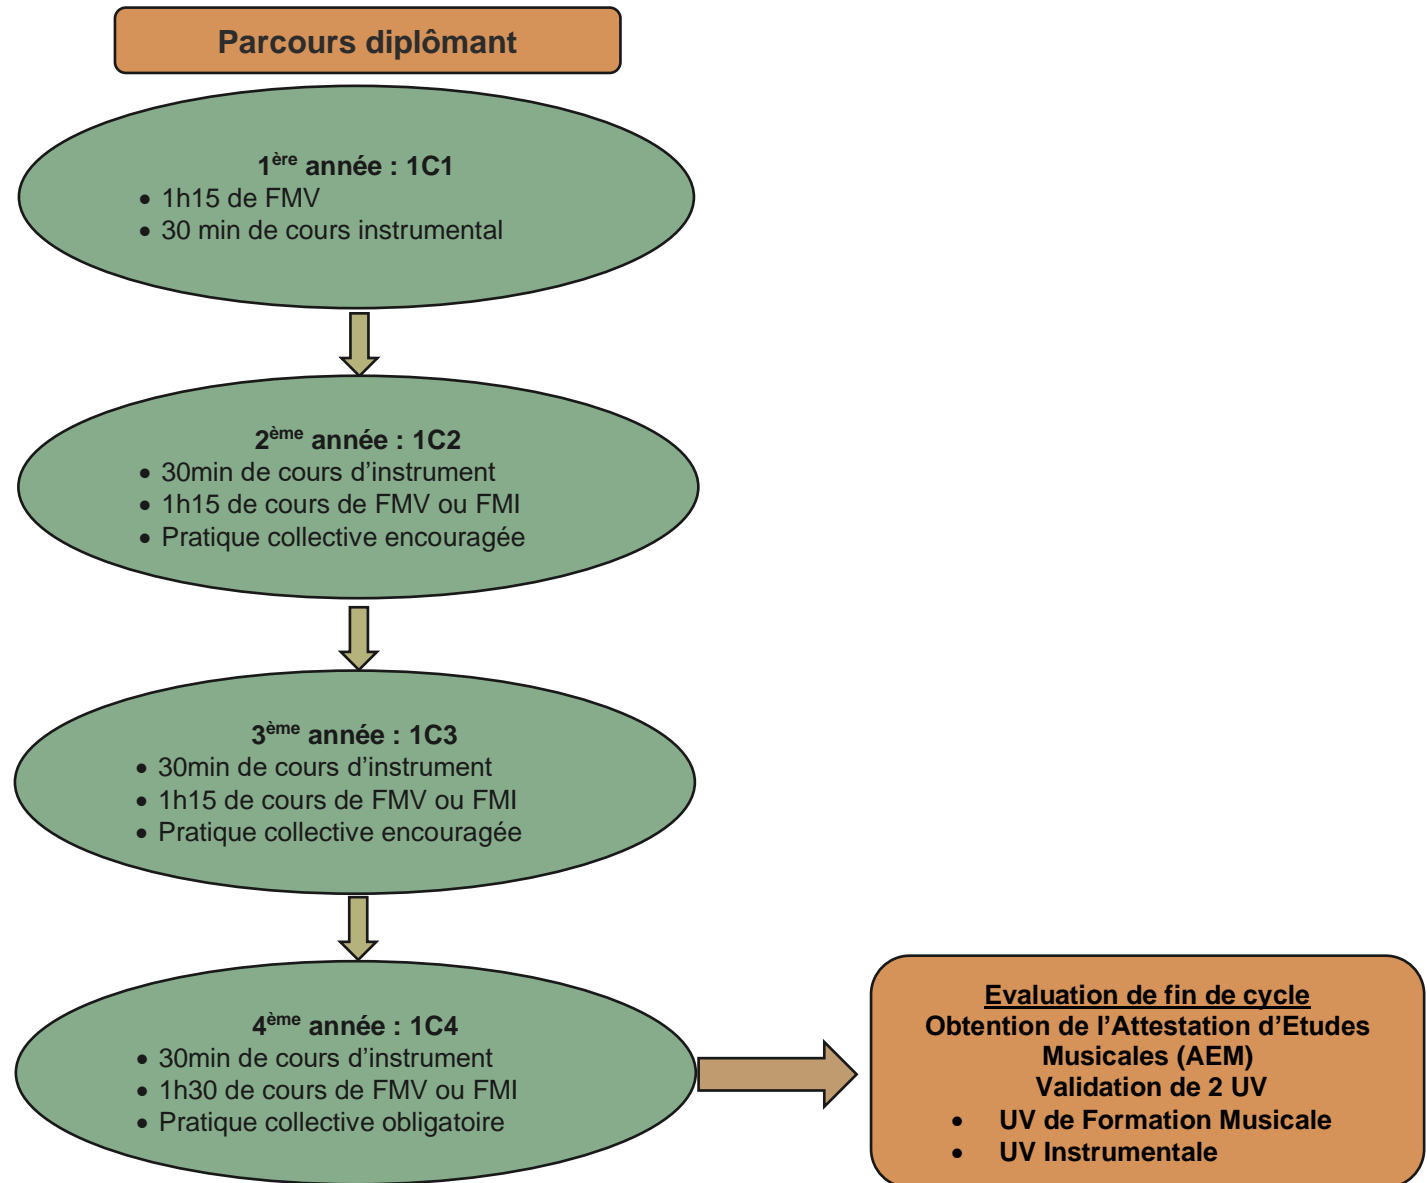 Parcours diplômant
1ère année : 1C1
• 1h15 de FMV
• 30 min de cours instrumental
2ème année : 1C2
• 30min de cours d’instrument
• 1h15 de cours de FMV ou FMI
• Pratique collective encouragée
3ème année : 1C3
• 30min de cours d’instrument
• 1h15 de cours de FMV ou FMI
• Pratique collective encouragée
4ème année : 1C4
• 30min de cours d’instrument
• 1h30 de cours de FMV ou FMI
• Pratique collective obligatoire
Evaluation de fin de cycle
Obtention de l’Attestation d’Etudes
Musicales (AEM)
Validation de 2 UV
• UV de Formation Musicale
• UV Instrumentale